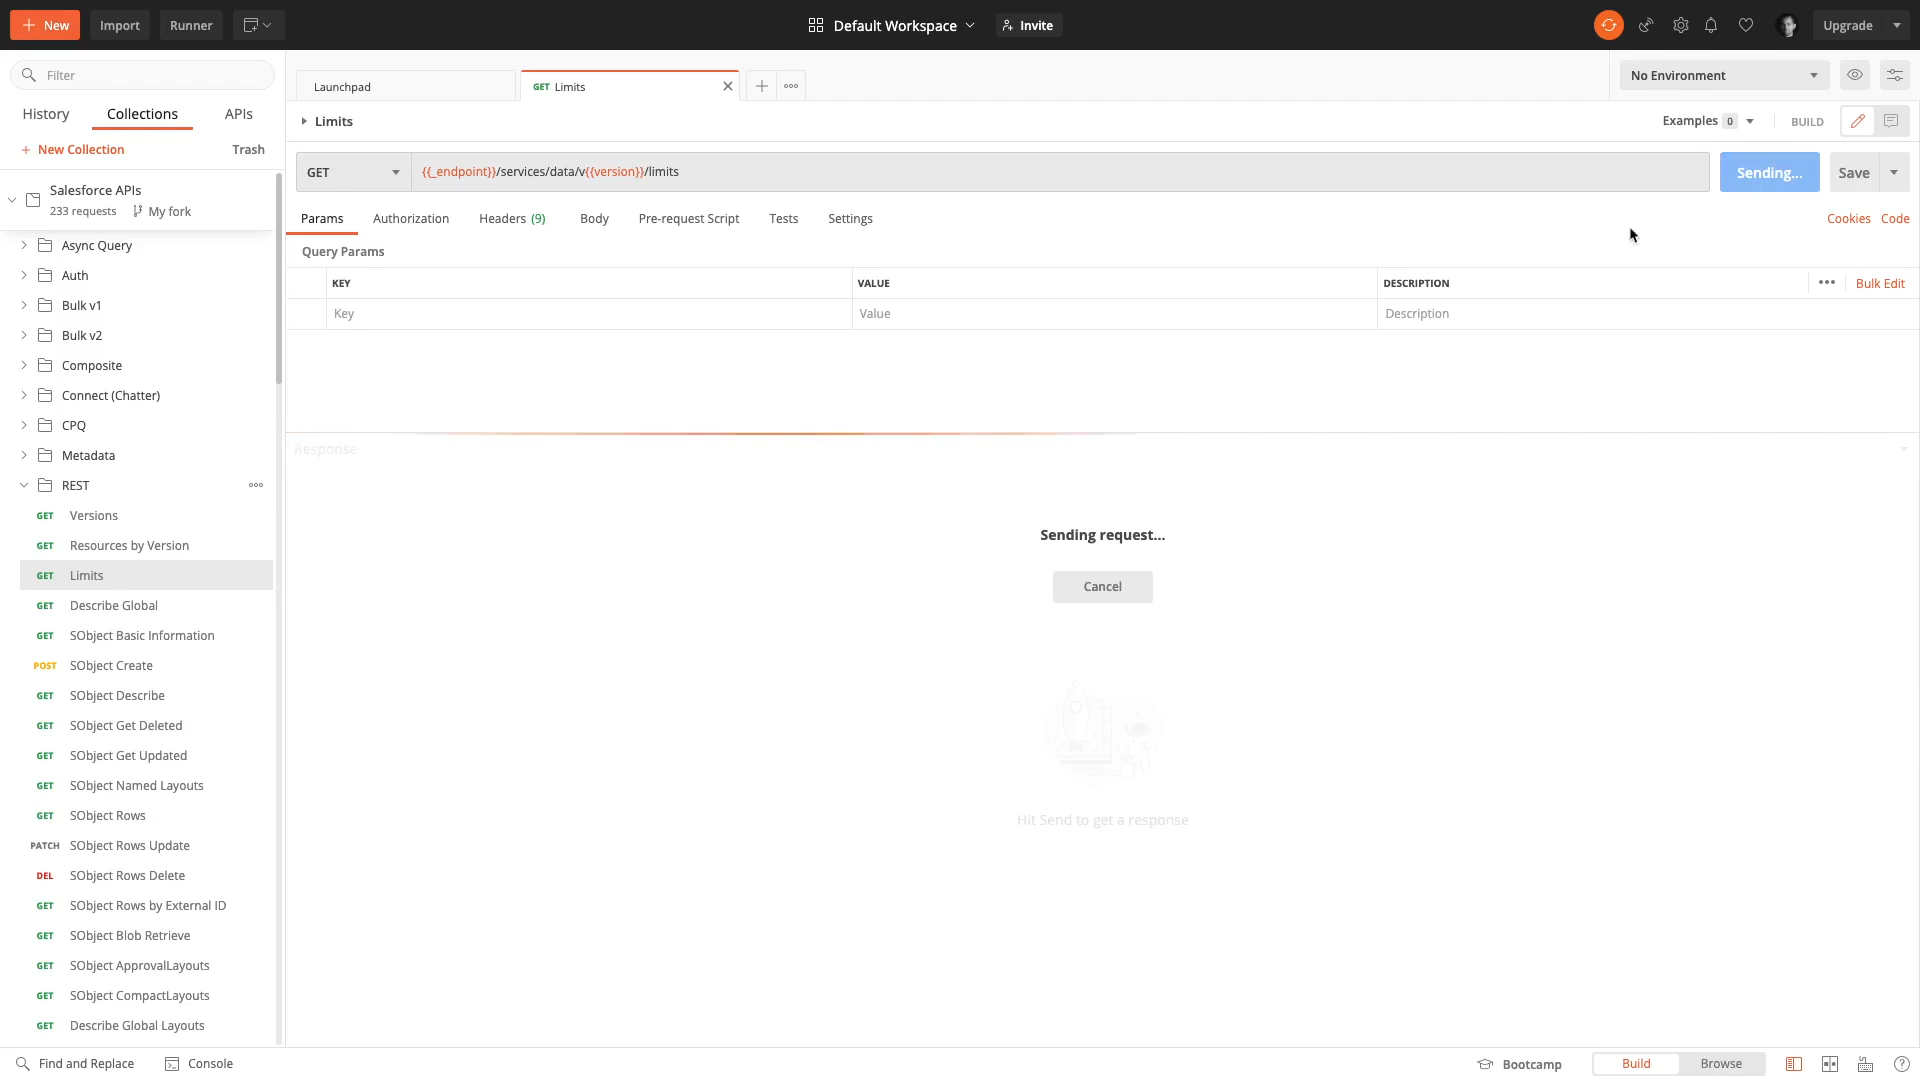 New
Import
Runner
Default Workspace
Invite
Upgrade
Filter
History
Collections
APIs
New Collection
Trash
Salesforce APIs
233 requests
My fork
Async Query
Auth
Bulk v1
Bulk v2
Composite
Connect (Chatter)
CPQ
Metadata
REST
GET Versions
GET Resources by Version
GET Limits
GET Describe Global
GET SObject Basic Information
POST SObject Create
GET SObject Describe
GET SObject Get Deleted
GET SObject Get Updated
GET SObject Named Layouts
GET SObject Rows
PATCH SObject Rows Update
DEL SObject Rows Delete
GET SObject Rows by External ID
GET SObject Blob Retrieve
GET SObject ApprovalLayouts
GET SObject CompactLayouts
GET Describe Global Layouts
Launchpad
GET Limits
No Environment
Limits
Examples 0
BUILD
GET
{{_endpoint}}/services/data/v{{version}}/limits
Sending...
Save
Params
Authorization
Headers (9)
Body
Pre-request Script
Tests
Settings
Cookies
Code
Query Params
KEY
VALUE
DESCRIPTION
Bulk Edit
Key
Value
Description
Response
Sending request...
Cancel
Hit Send to get a response
Find and Replace
Console
Bootcamp
Build
Browse